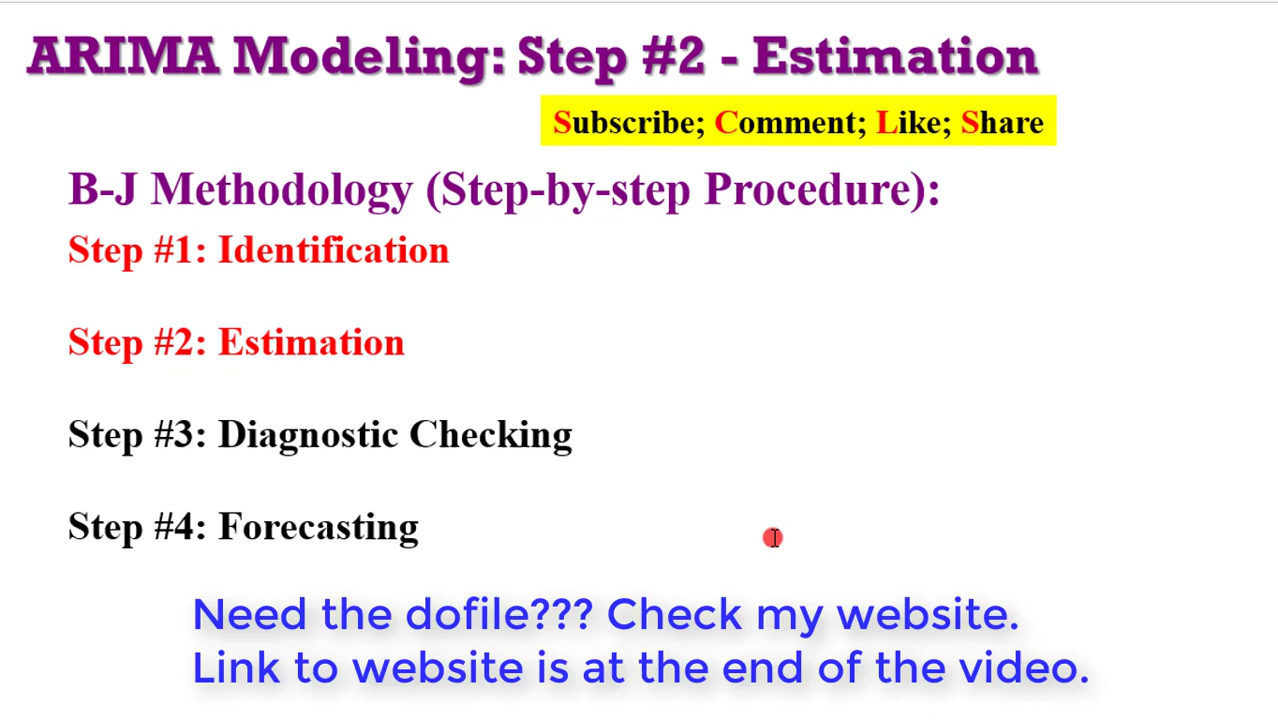 ARIMA Modeling: Step #2 - Estimation
Subscribe; Comment; Like; Share
B-J Methodology (Step-by-step Procedure):
Step #1: Identification
Step #2: Estimation
Step #3: Diagnostic Checking
Step #4: Forecasting
Need the dofile??? Check my website.
Link to website is at the end of the video.